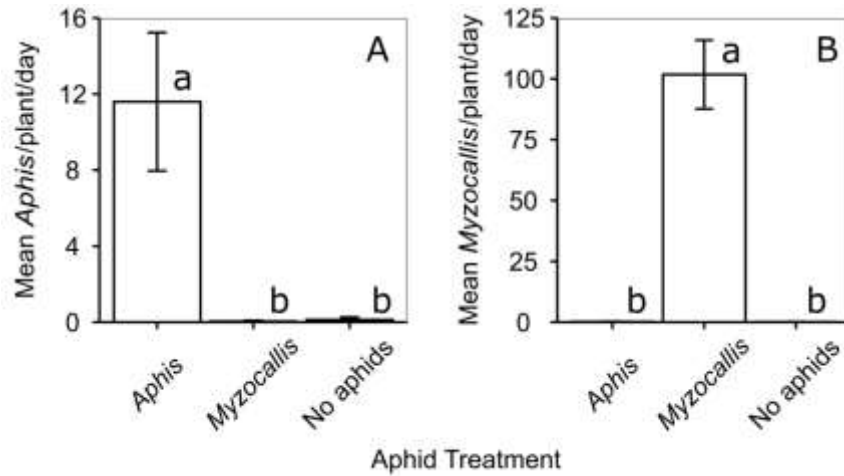 Mean Aphis/plant/day
16
12
8
4
0
A
a
b
b
Aphis
Myzocallis
No aphids
Mean Myzocallis/plant/day
125
100
75
50
25
0
B
b
a
b
Aphis
Myzocallis
No aphids
Aphid Treatment